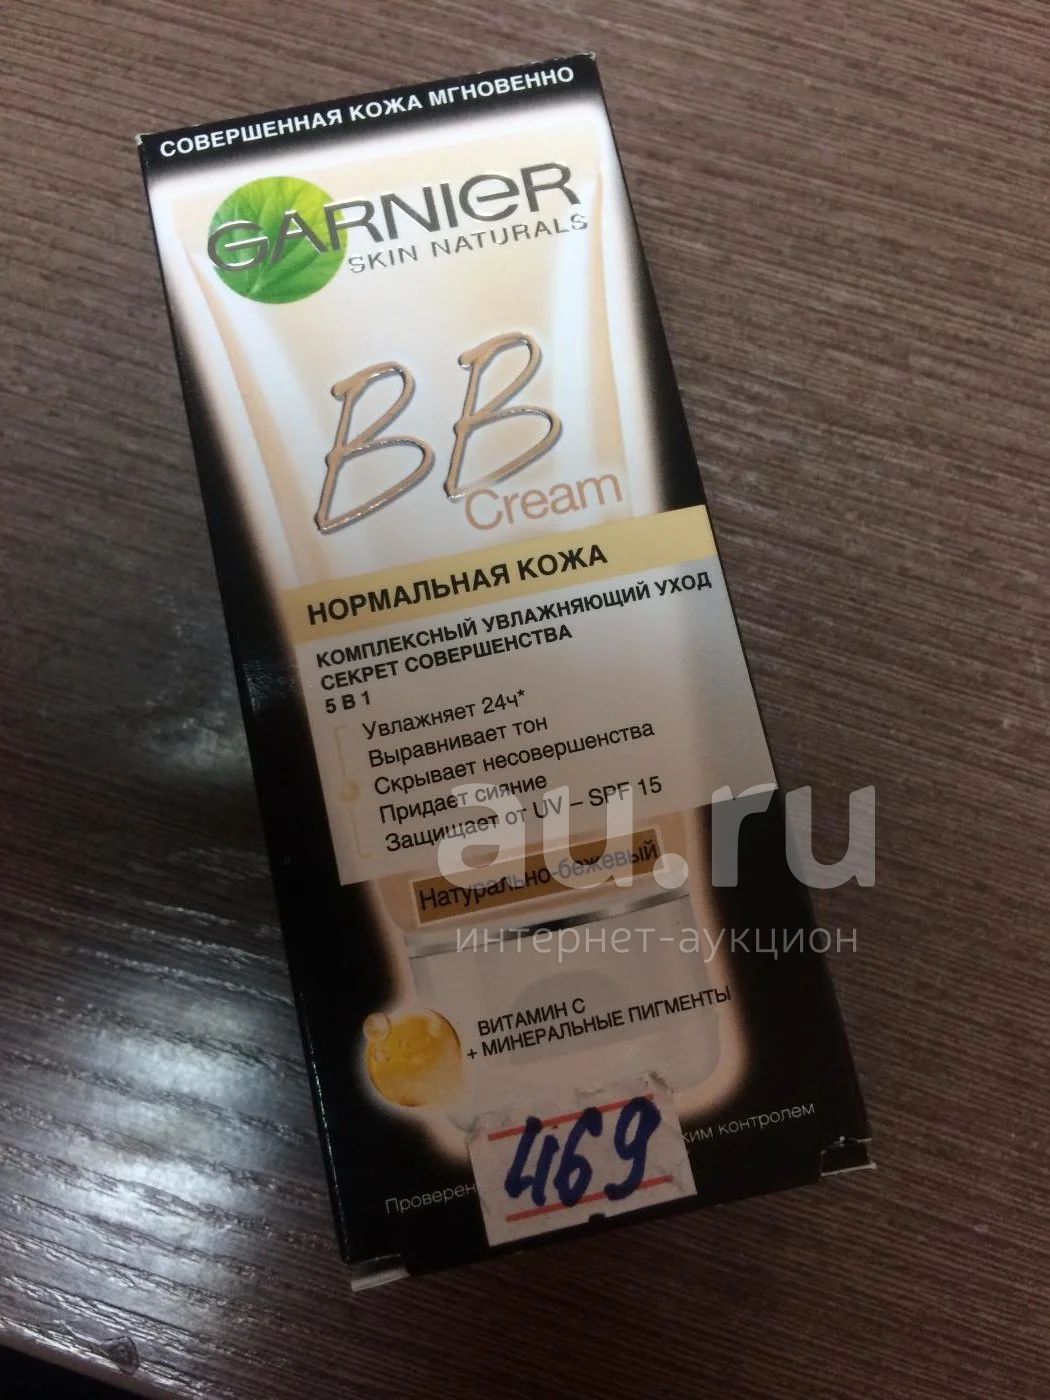 СОВЕРШЕННАЯ КОЖА МГНОВЕННО
GARNIER
SKIN NATURALS
BB
Cream
НОРМАЛЬНАЯ КОЖА
КОМПЛЕКСНЫЙ УВЛАЖНЯЮЩИЙ УХОД
СЕКРЕТ СОВЕРШЕНСТВА
5 В 1
Увлажняет 24ч*
Выравнивает тон
Скрывает несовершенства
Придает сияние
Защищает от UV – SPF 15
au.ru
Натурально-бежевый
интернет-аукцион
ВИТАМИН C
+ МИНЕРАЛЬНЫЕ ПИГМЕНТЫ
469
контролем